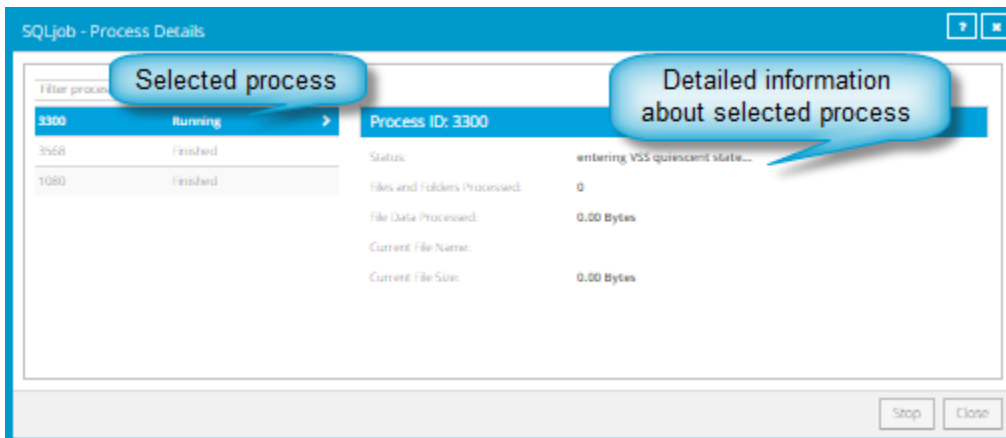 SQLjob - Process Details
? ×
Selected process
Detailed information
about selected process
Filter
3300 Running >
Process ID: 3300
3568 Finished
1080 Finished
Status: entering VSS quiescent state...
Files and Folders Processed: 0
File Data Processed: 0.00 Bytes
Current File Name:
Current File Size: 0.00 Bytes
Stop Close